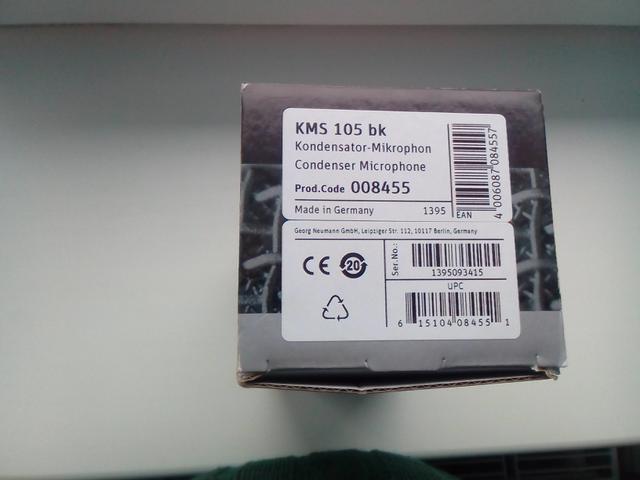 KMS 105 bk
Kondensator-Mikrophon
Condenser Microphone
Prod.Code 008455
Made in Germany 1395
EAN
4 006087 084557
Georg Neumann GmbH, Leipziger Str. 112, 10117 Berlin, Germany
CE 20
Ser.No.:
1395093415
UPC
6 15104 08455 1